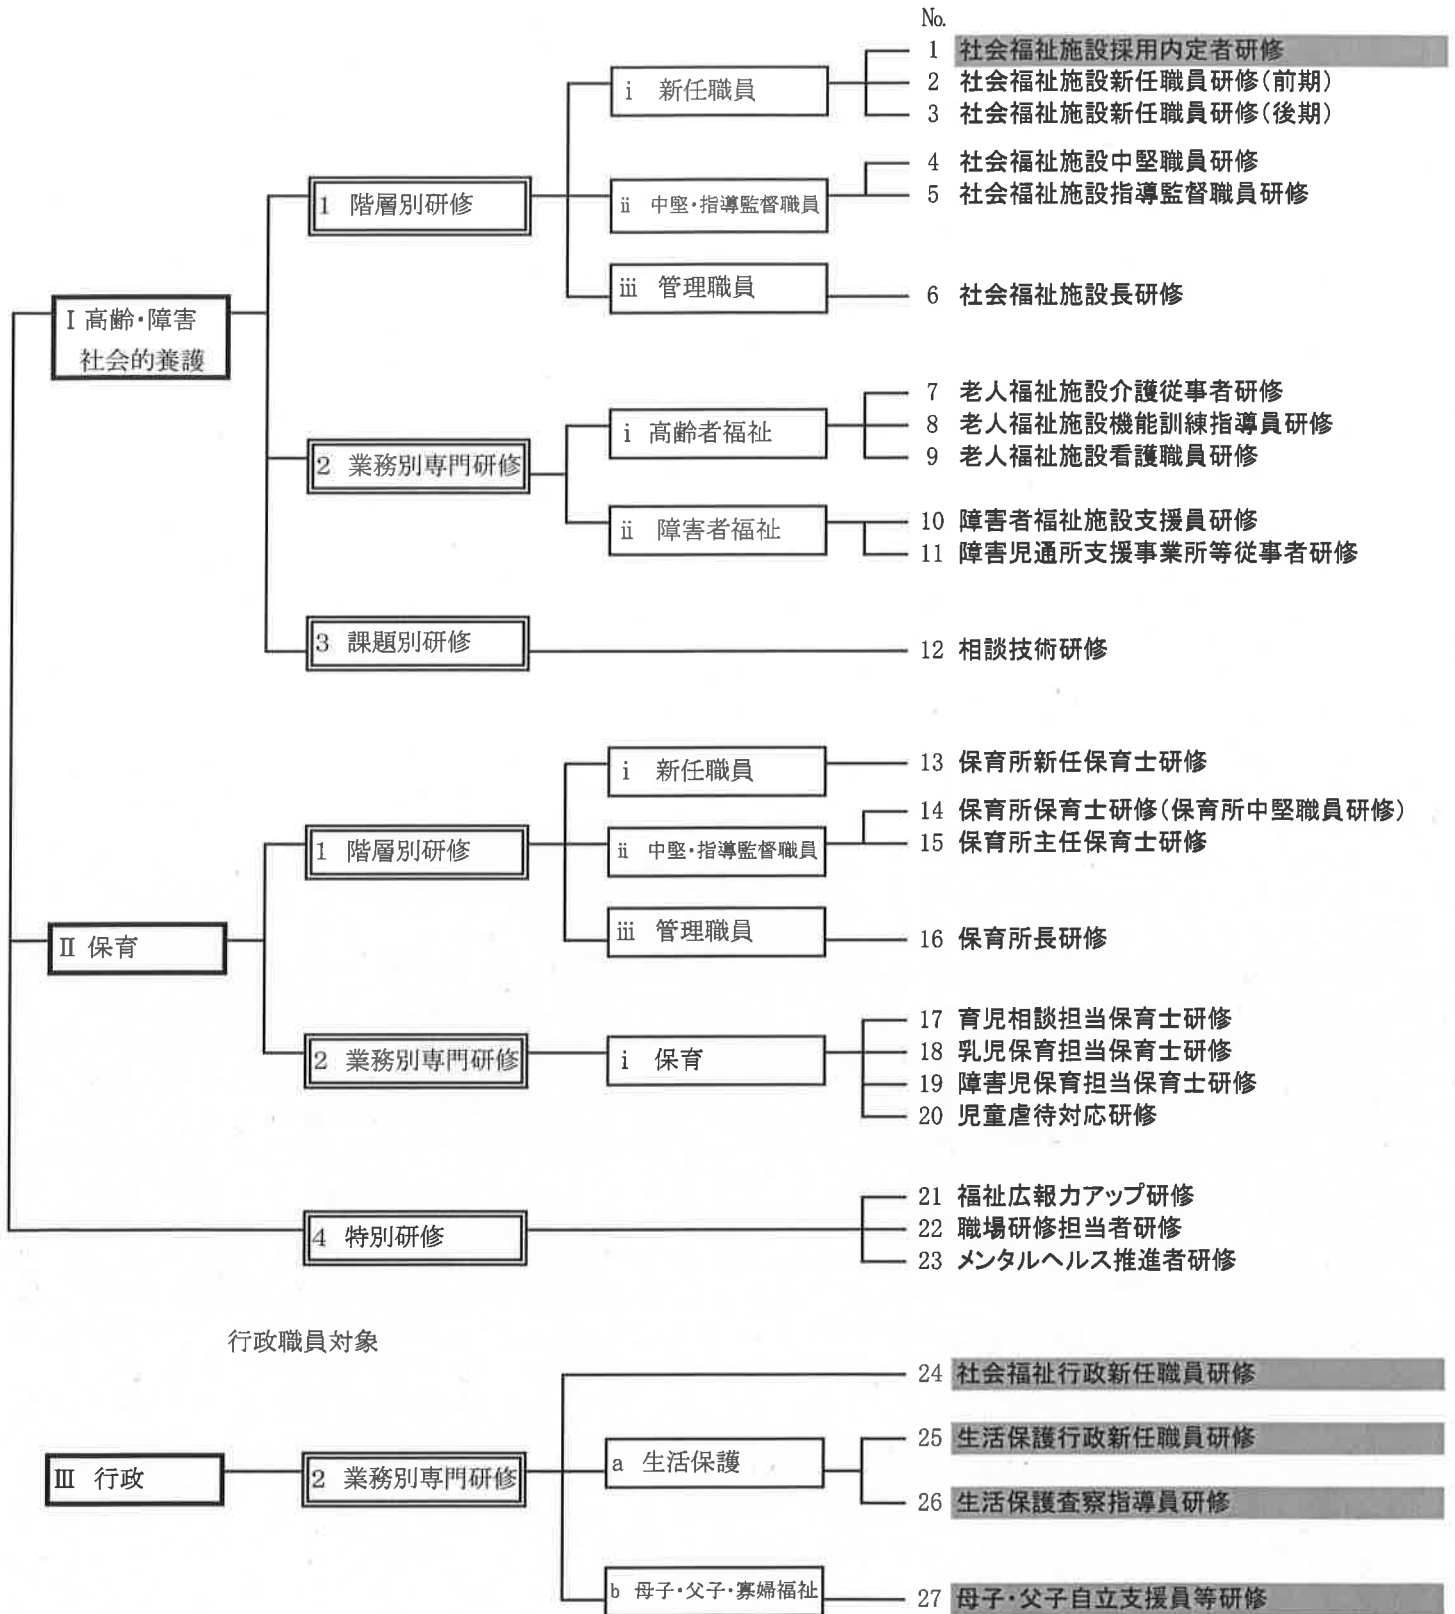 No.
1 社会福祉施設採用内定者研修
i 新任職員
2 社会福祉施設新任職員研修(前期)
3 社会福祉施設新任職員研修(後期)
4 社会福祉施設中堅職員研修
1 階層別研修
ii 中堅・指導監督職員
5 社会福祉施設指導監督職員研修
iii 管理職員
6 社会福祉施設長研修
I 高齢・障害
社会的養護
7 老人福祉施設介護従事者研修
i 高齢者福祉
8 老人福祉施設機能訓練指導員研修
2 業務別専門研修
9 老人福祉施設看護職員研修
ii 障害者福祉
10 障害者福祉施設支援員研修
11 障害児通所支援事業所等従事者研修
3 課題別研修
12 相談技術研修
i 新任職員
13 保育所新任保育士研修
14 保育所保育士研修(保育所中堅職員研修)
1 階層別研修
ii 中堅・指導監督職員
15 保育所主任保育士研修
II 保育
iii 管理職員
16 保育所長研修
17 育児相談担当保育士研修
2 業務別専門研修
i 保育
18 乳児保育担当保育士研修
19 障害児保育担当保育士研修
20 児童虐待対応研修
21 福祉広報力アップ研修
4 特別研修
22 職場研修担当者研修
23 メンタルヘルス推進者研修
行政職員対象
24 社会福祉行政新任職員研修
25 生活保護行政新任職員研修
III 行政
2 業務別専門研修
a 生活保護
26 生活保護査察指導員研修
b 母子・父子・寡婦福祉
27 母子・父子自立支援員等研修